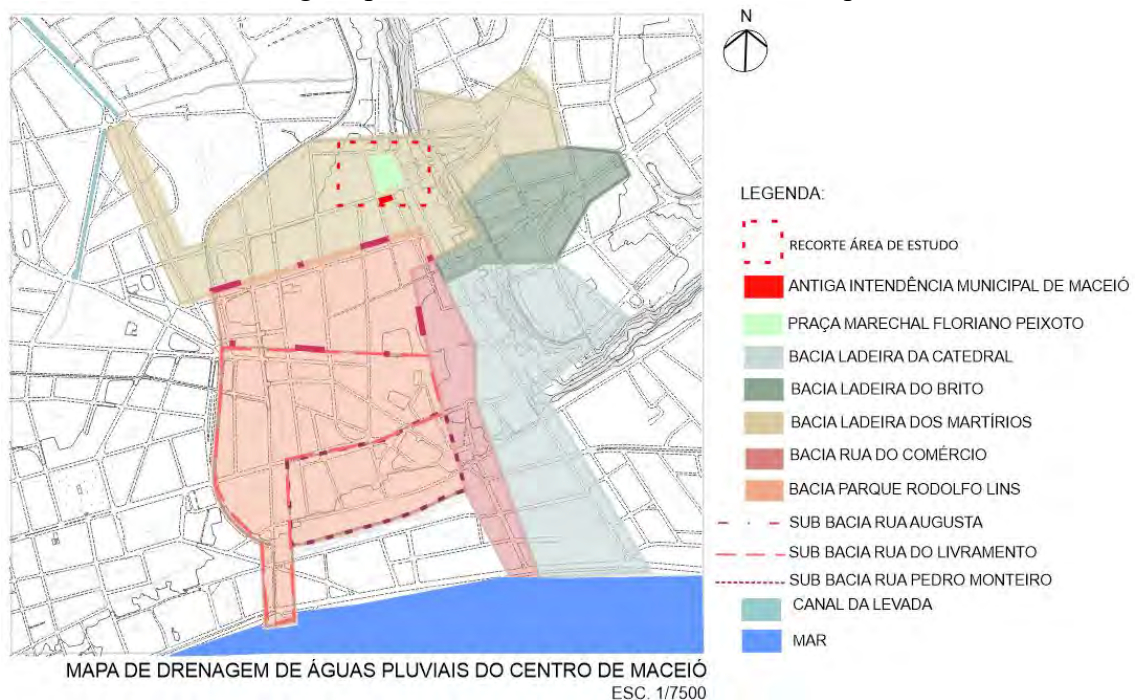 N
LEGENDA:
RECORTE ÁREA DE ESTUDO
ANTIGA INTENDÊNCIA MUNICIPAL DE MACEIÓ
PRAÇA MARECHAL FLORIANO PEIXOTO
BACIA LADEIRA DA CATEDRAL
BACIA LADEIRA DO BRITO
BACIA LADEIRA DOS MARTÍRIOS
BACIA RUA DO COMÉRCIO
BACIA PARQUE RODOLFO LINS
SUB BACIA RUA AUGUSTA
SUB BACIA RUA DO LIVRAMENTO
SUB BACIA RUA PEDRO MONTEIRO
CANAL DA LEVADA
MAR
MAPA DE DRENAGEM DE ÁGUAS PLUVIAIS DO CENTRO DE MACEIÓ
ESC. 1/7500